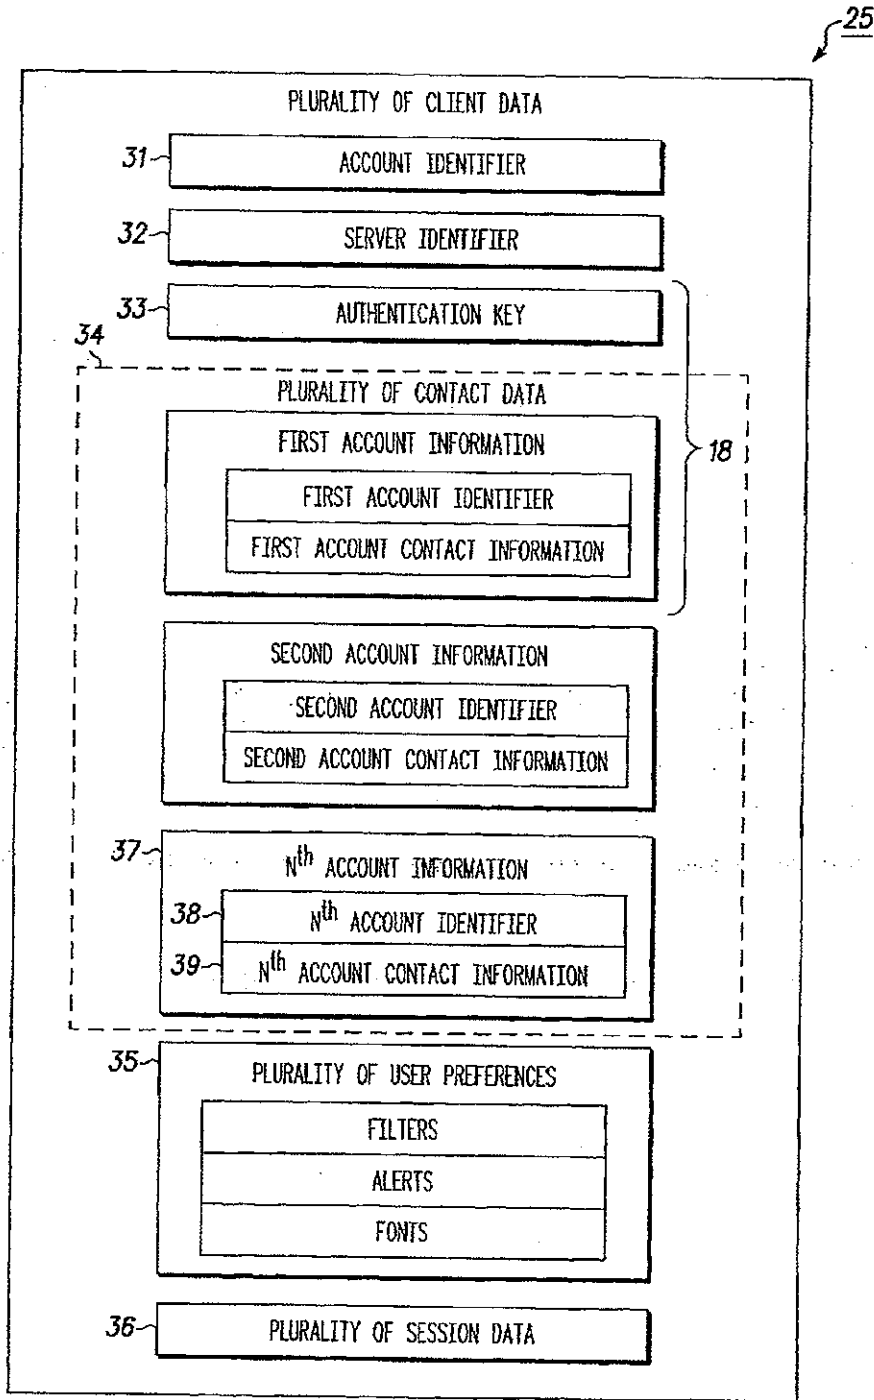 25
PLURALITY OF CLIENT DATA
31 ACCOUNT IDENTIFIER
32 SERVER IDENTIFIER
33 AUTHENTICATION KEY
34
PLURALITY OF CONTACT DATA
FIRST ACCOUNT INFORMATION
18
FIRST ACCOUNT IDENTIFIER
FIRST ACCOUNT CONTACT INFORMATION
SECOND ACCOUNT INFORMATION
SECOND ACCOUNT IDENTIFIER
SECOND ACCOUNT CONTACT INFORMATION
37 Nth ACCOUNT INFORMATION
38 Nth ACCOUNT IDENTIFIER
39 Nth ACCOUNT CONTACT INFORMATION
35 PLURALITY OF USER PREFERENCES
FILTERS
ALERTS
FONTS
36 PLURALITY OF SESSION DATA